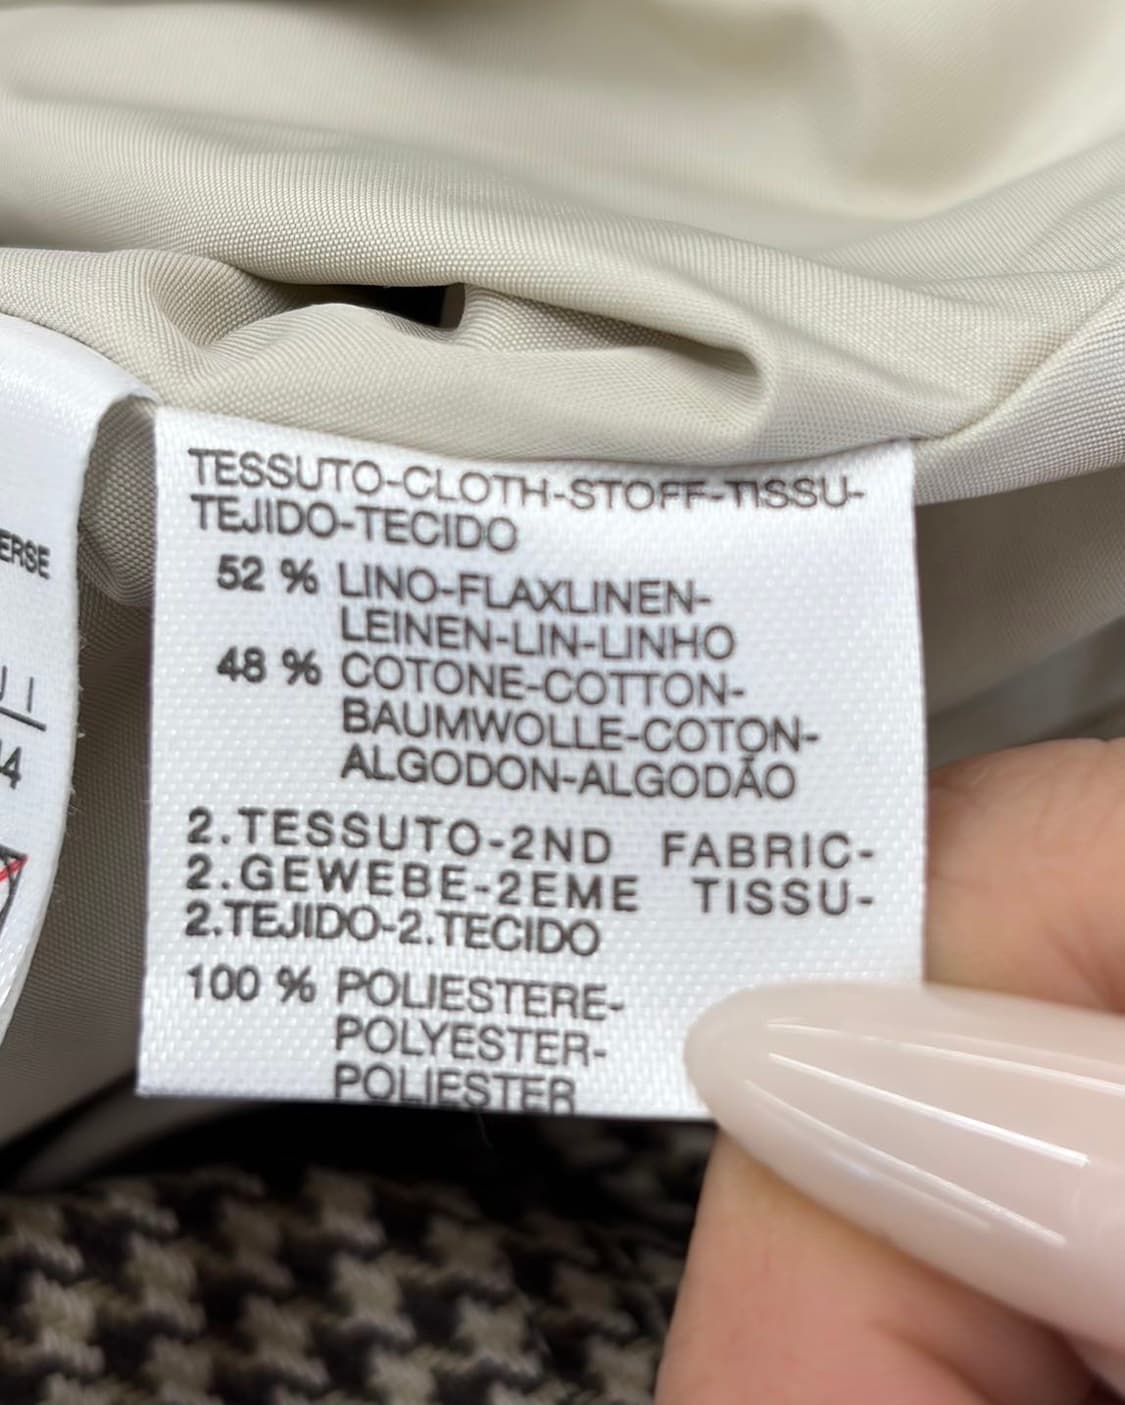 TESSUTO-CLOTH-STOFF-TISSU-
TEJIDO-TECIDO
52 % LINO-FLAXLINEN-
LEINEN-LIN-LINHO
48 % COTONE-COTTON-
BAUMWOLLE-COTON-
ALGODON-ALGODÃO
2.TESSUTO-2ND FABRIC-
2.GEWEBE-2EME TISSU-
2.TEJIDO-2.TECIDO
100 % POLIESTERE-
POLYESTER-
POLIESTER